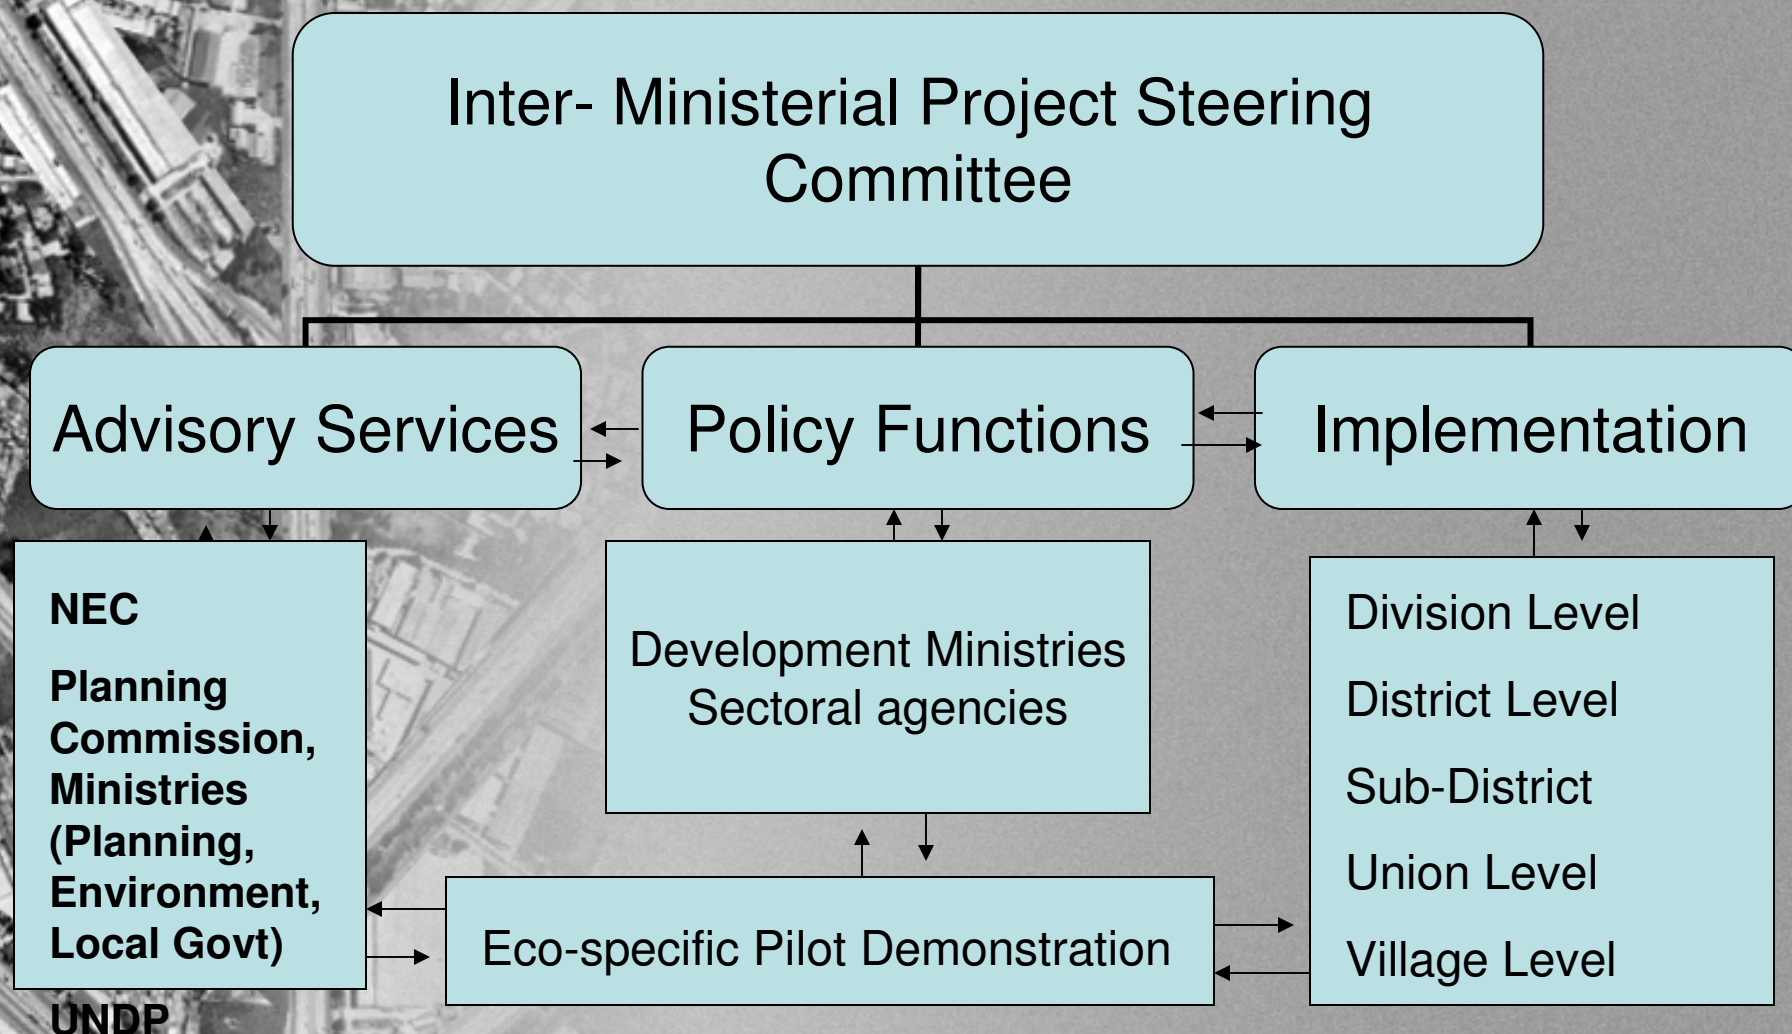 Inter- Ministerial Project Steering
Committee
Advisory Services
Policy Functions
Implementation
NEC
Planning
Commission,
Ministries
(Planning,
Environment,
Local Govt)
UNDP
Development Ministries
Sectoral agencies
Division Level
District Level
Sub-District
Union Level
Village Level
Eco-specific Pilot Demonstration